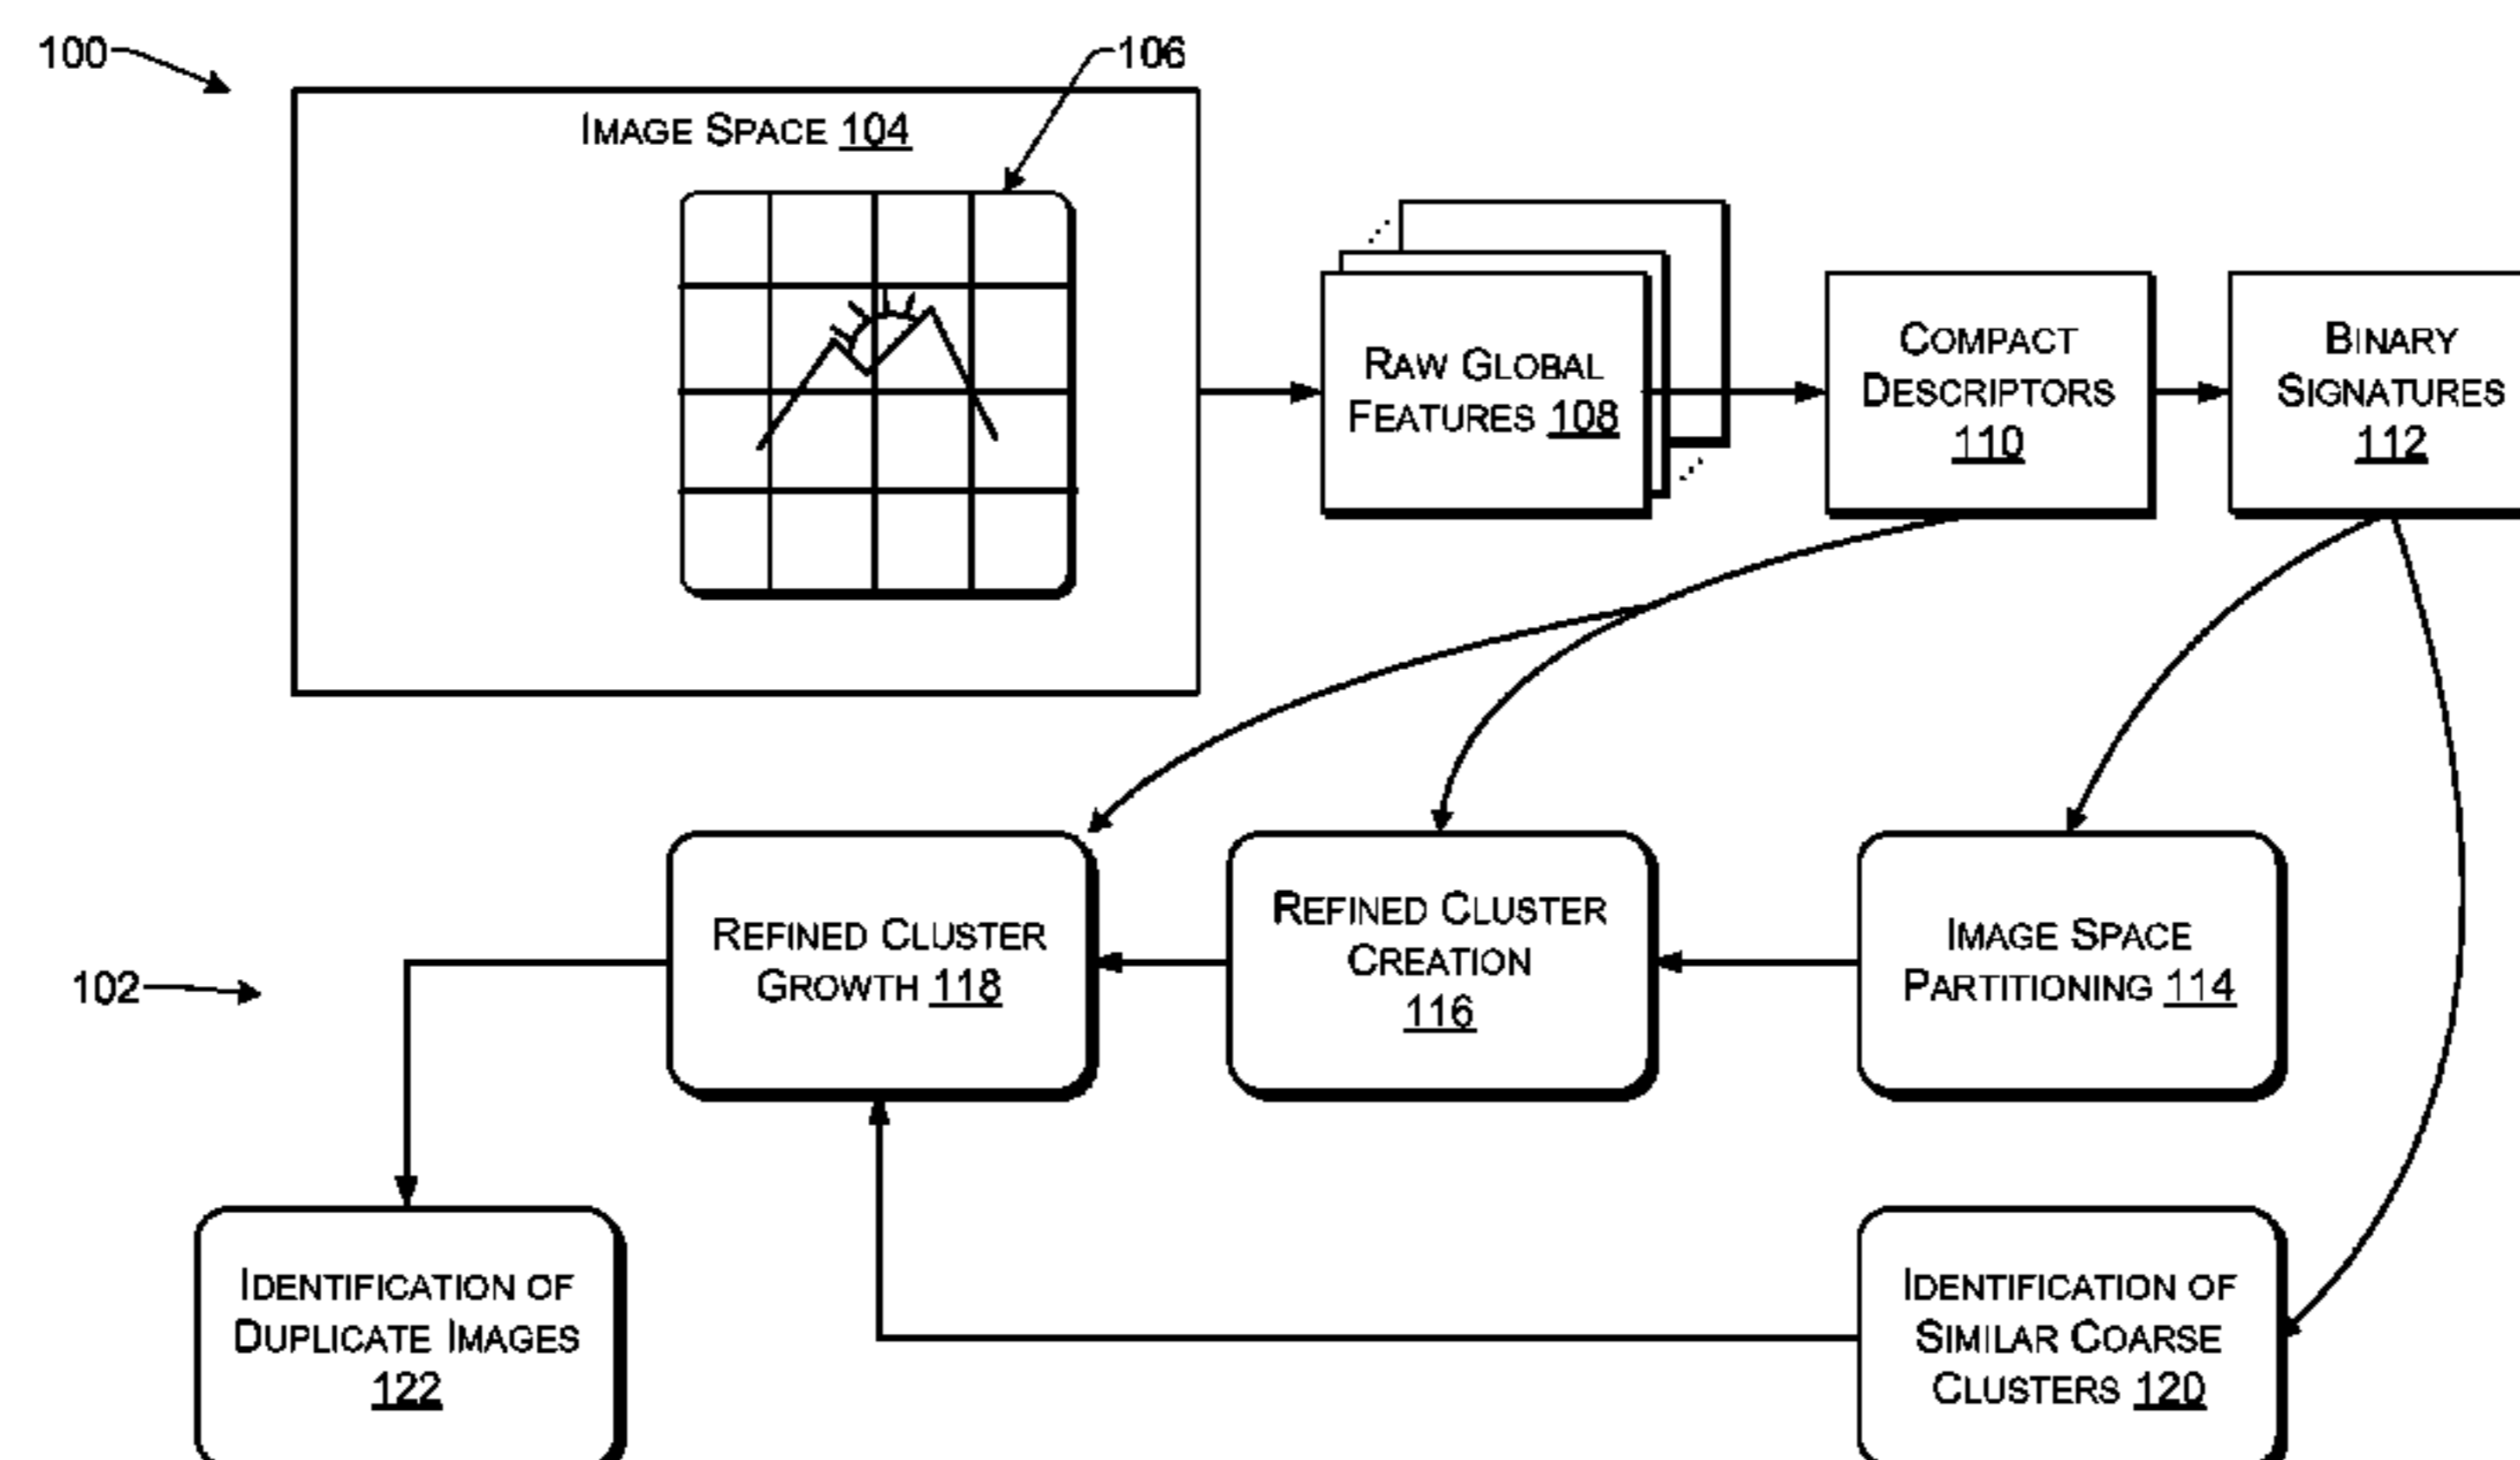 100
106
IMAGE SPACE 104
RAW GLOBAL
FEATURES 108
COMPACT
DESCRIPTORS
110
BINARY
SIGNATURES
112
102
REFINED CLUSTER
GROWTH 118
REFINED CLUSTER
CREATION
116
IMAGE SPACE
PARTITIONING 114
IDENTIFICATION OF
DUPLICATE IMAGES
122
IDENTIFICATION OF
SIMILAR COARSE
CLUSTERS 120